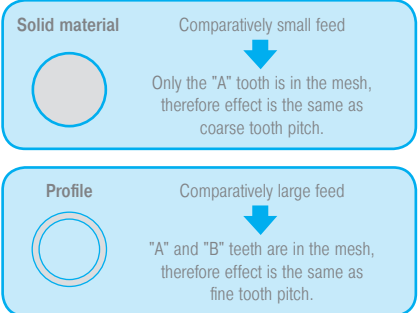 Solid material
Comparatively small feed
Only the "A" tooth is in the mesh,
therefore effect is the same as
coarse tooth pitch.
Profile
Comparatively large feed
"A" and "B" teeth are in the mesh,
therefore effect is the same as
fine tooth pitch.